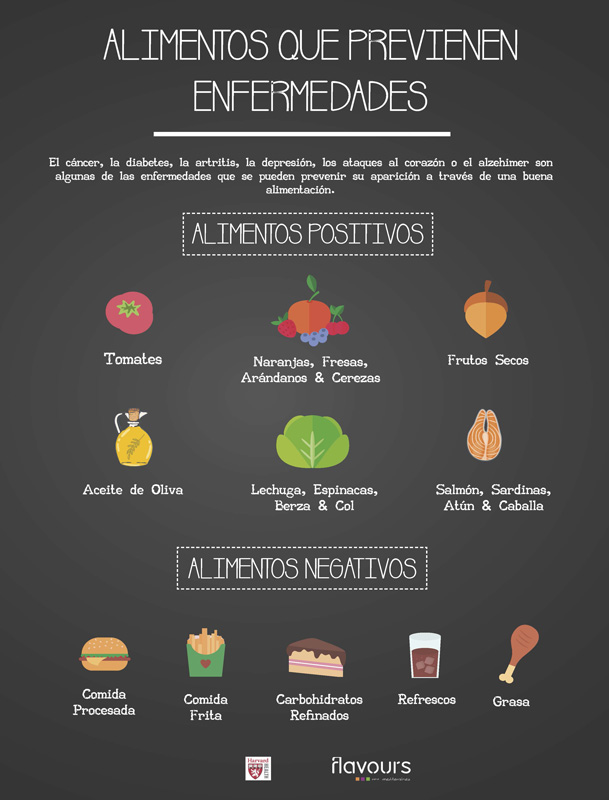 ALIMENTOS QUE PREVIENEN
ENFERMEDADES
El cáncer, la diabetes, la artritis, la depresión, los ataques al corazón o el alzehimer son
algunas de las enfermedades que se pueden prevenir su aparición a través de una buena
alimentación.
ALIMENTOS POSITIVOS
Tomates
Naranjas, Fresas,
Arándanos & Cerezas
Frutos Secos
Aceite de Oliva
Lechuga, Espinacas,
Berza & Col
Salmón, Sardinas,
Atún & Caballa
ALIMENTOS NEGATIVOS
Comida
Procesada
Comida
Frita
Carbohidratos
Refinados
Refrescos
Grasa
Harvard
flavours